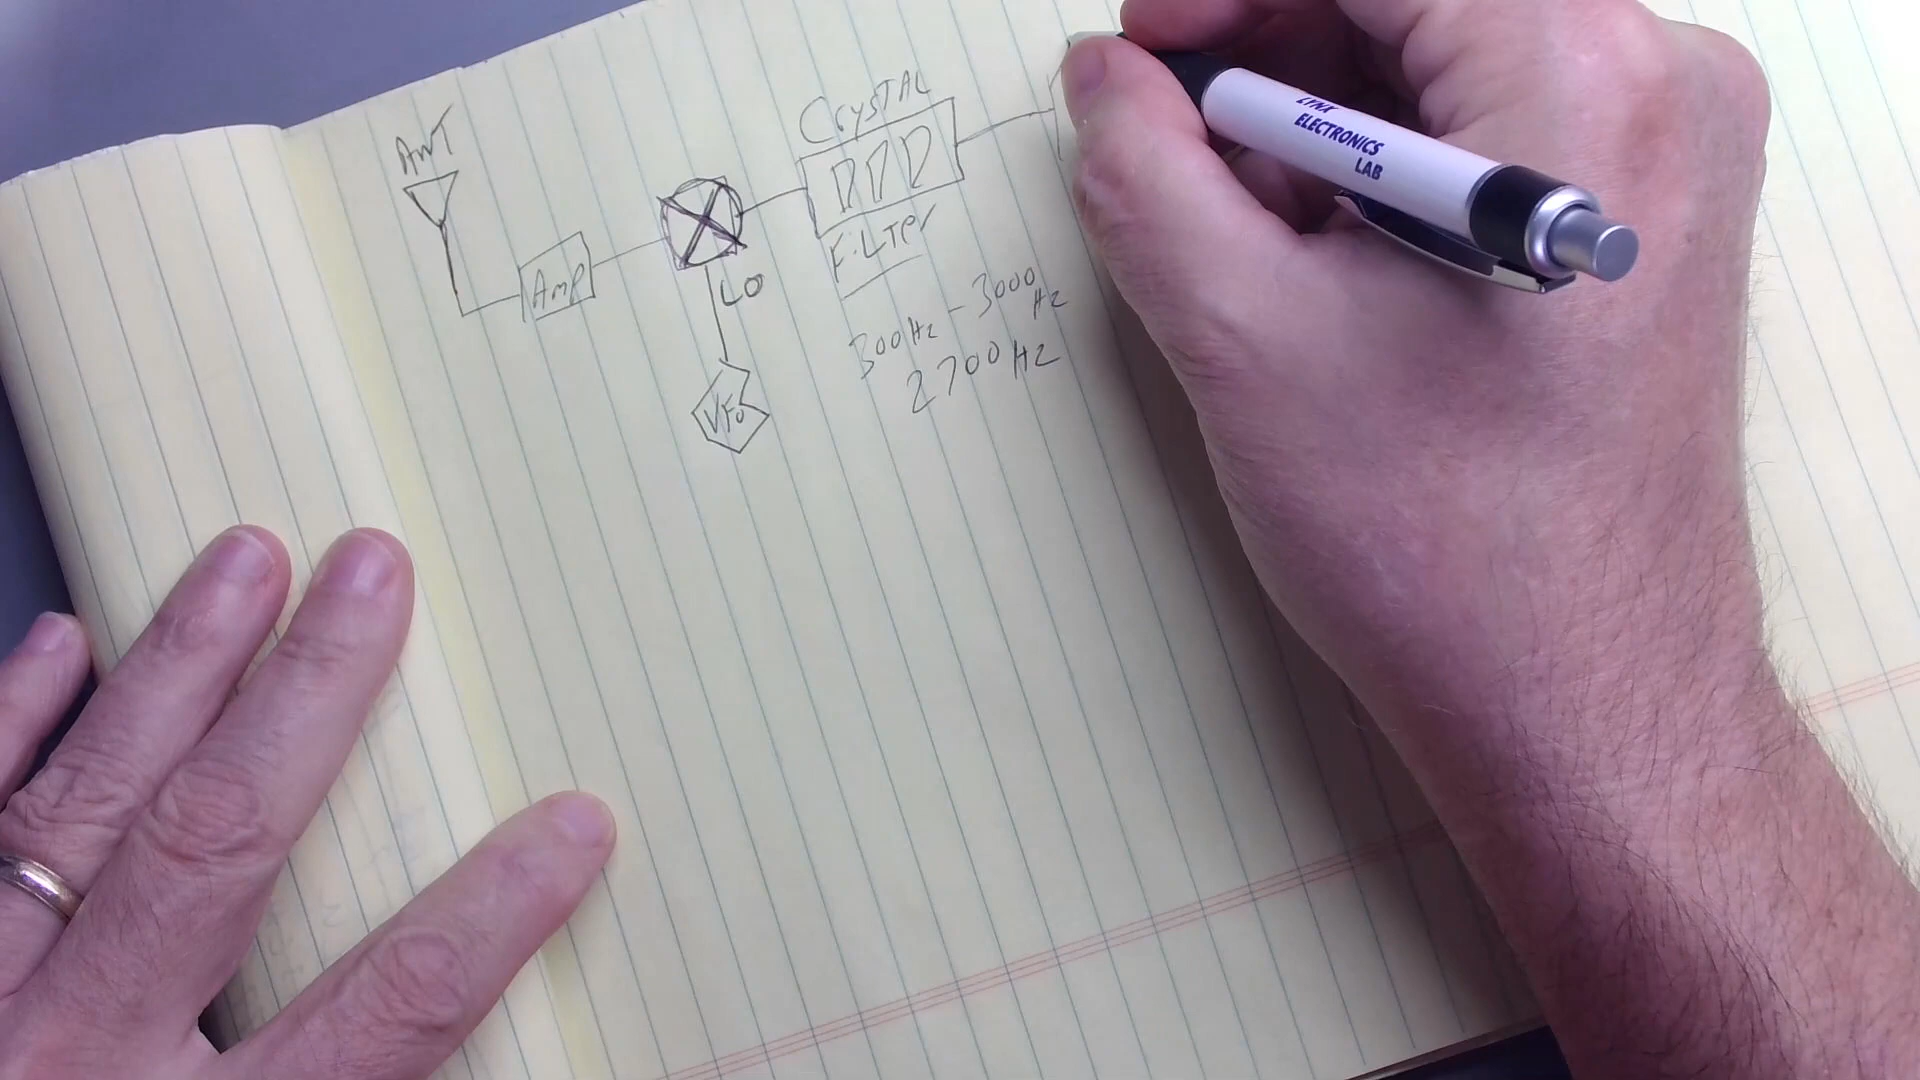 ANT
Amp
LO
VFO
CrysTAL
FiLTer
300Hz - 3000 Hz
2700 Hz
LYNX
ELECTRONICS
LAB